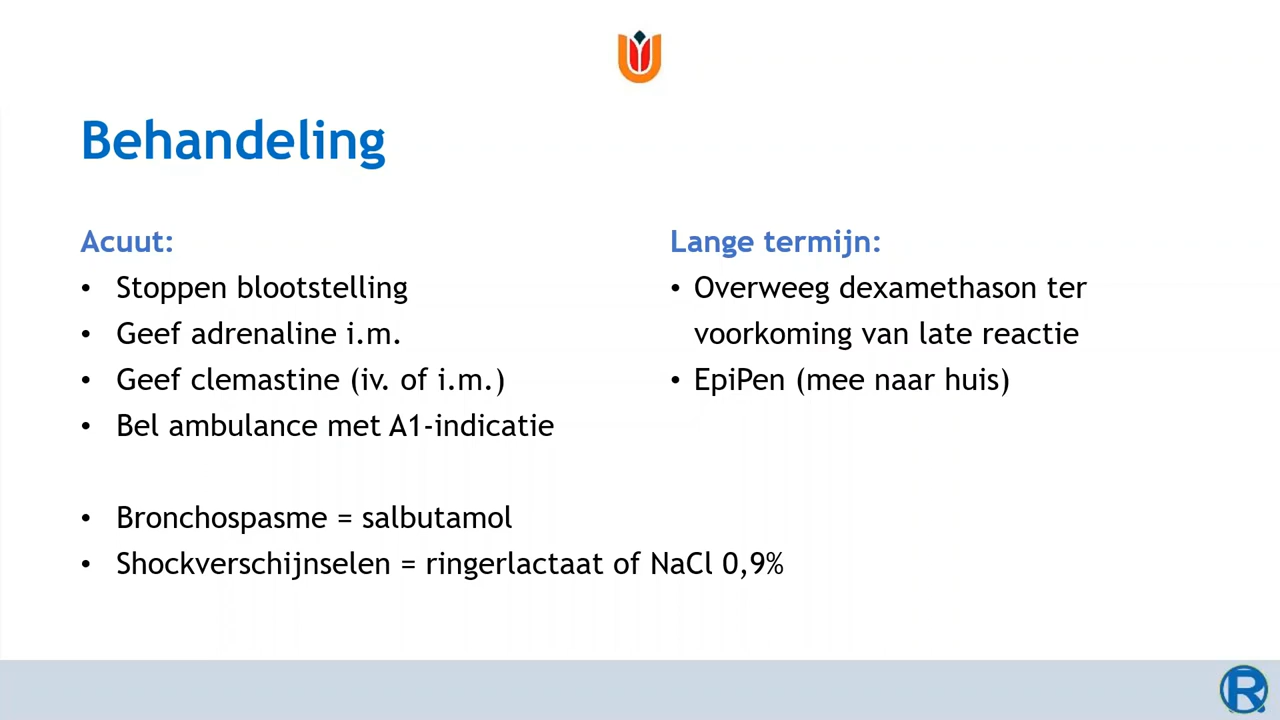 Behandeling
Acuut:
• Stoppen blootstelling
• Geef adrenaline i.m.
• Geef clemastine (iv. of i.m.)
• Bel ambulance met A1-indicatie
• Bronchospasme = salbutamol
• Shockverschijnselen = ringerlactaat of NaCl 0,9%
Lange termijn:
• Overweeg dexamethason ter
voorkoming van late reactie
• EpiPen (mee naar huis)
R